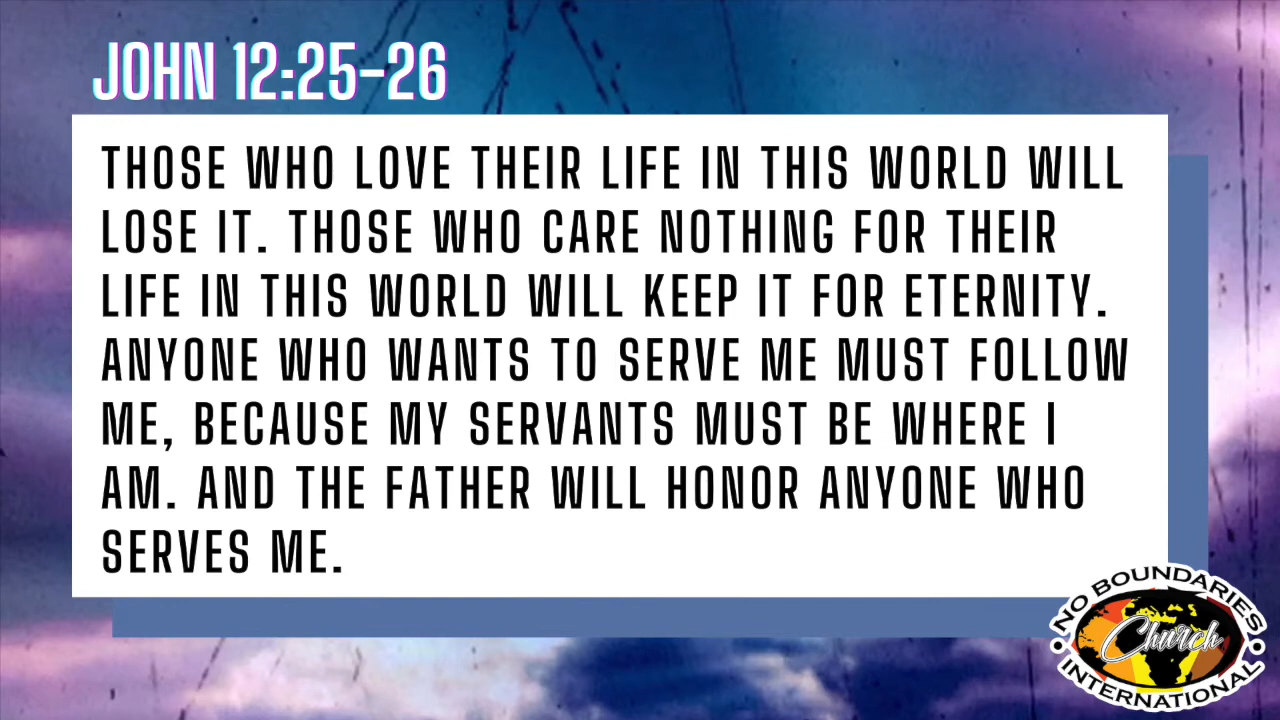 JOHN 12:25-26
THOSE WHO LOVE THEIR LIFE IN THIS WORLD WILL
LOSE IT. THOSE WHO CARE NOTHING FOR THEIR
LIFE IN THIS WORLD WILL KEEP IT FOR ETERNITY.
ANYONE WHO WANTS TO SERVE ME MUST FOLLOW
ME, BECAUSE MY SERVANTS MUST BE WHERE I
AM. AND THE FATHER WILL HONOR ANYONE WHO
SERVES ME.
NO BOUNDARIES
Church
INTERNATIONAL